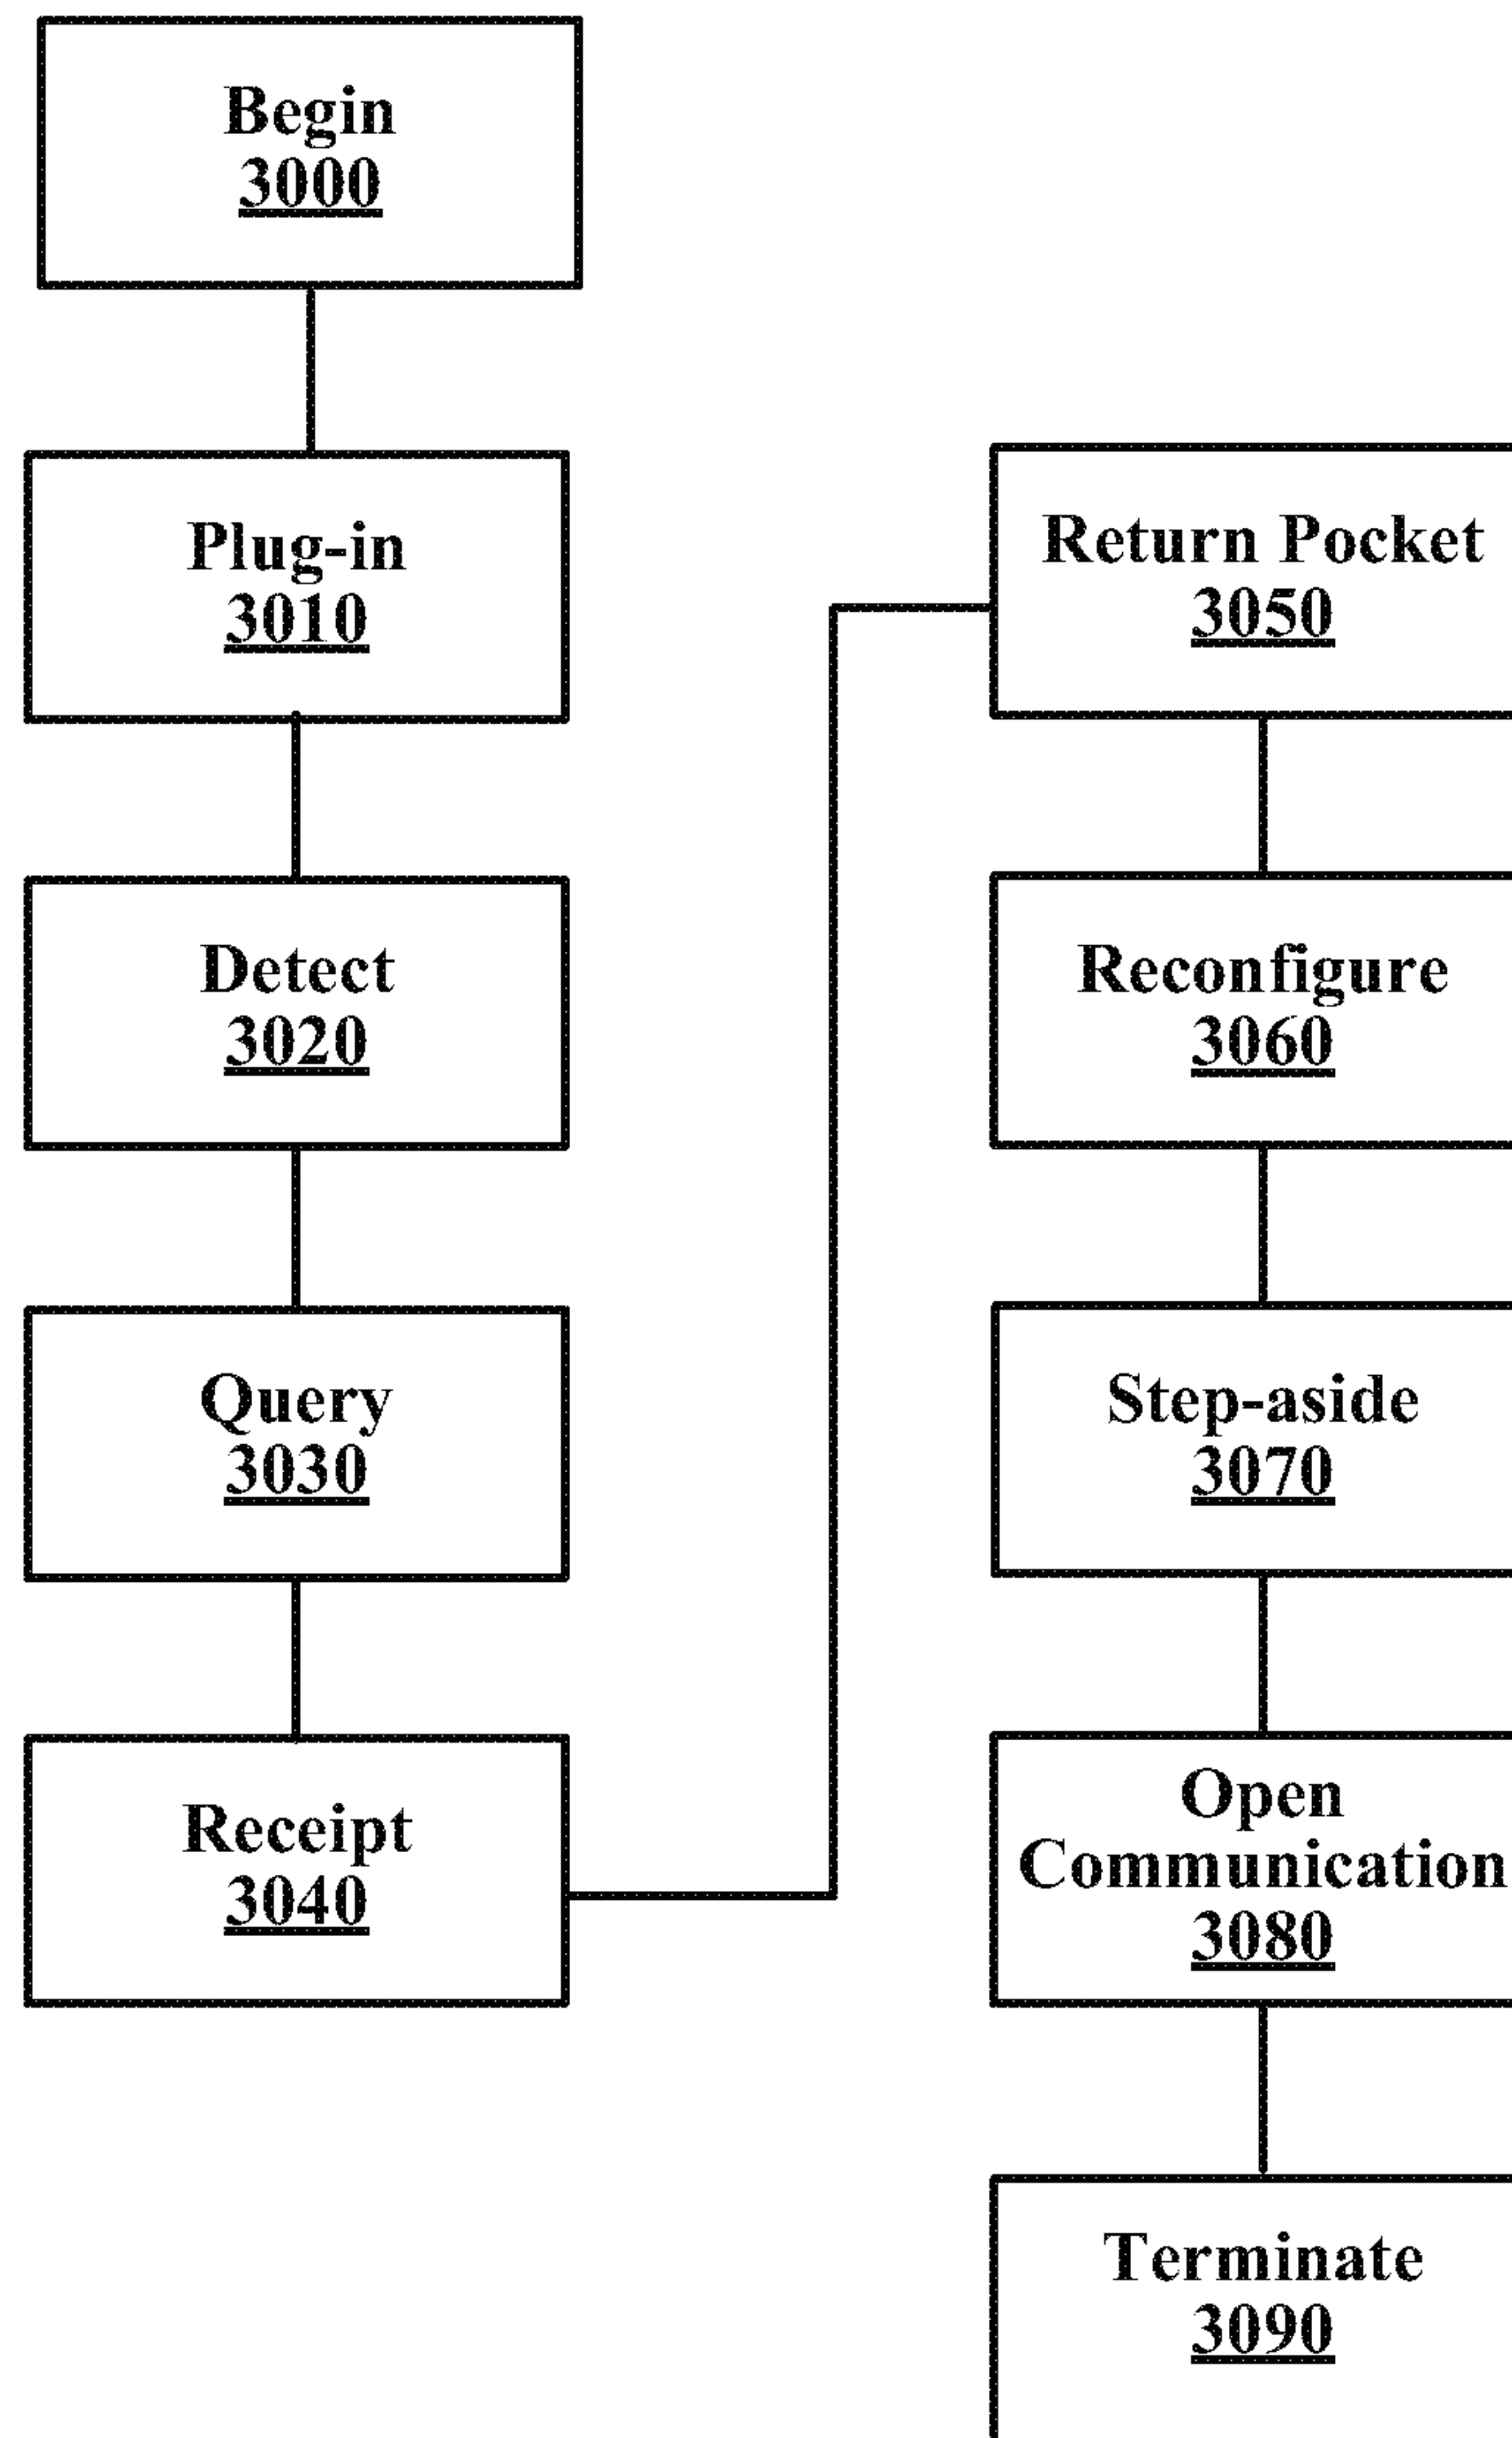 Begin
3000
Plug-in
3010
Detect
3020
Query
3030
Receipt
3040
Return Pocket
3050
Reconfigure
3060
Step-aside
3070
Open
Communication
3080
Terminate
3090